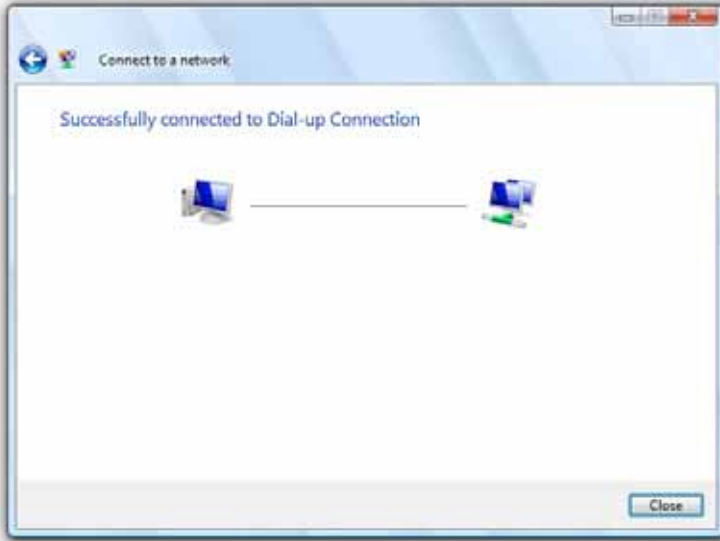 Connect to a network
Successfully connected to Dial-up Connection
Close